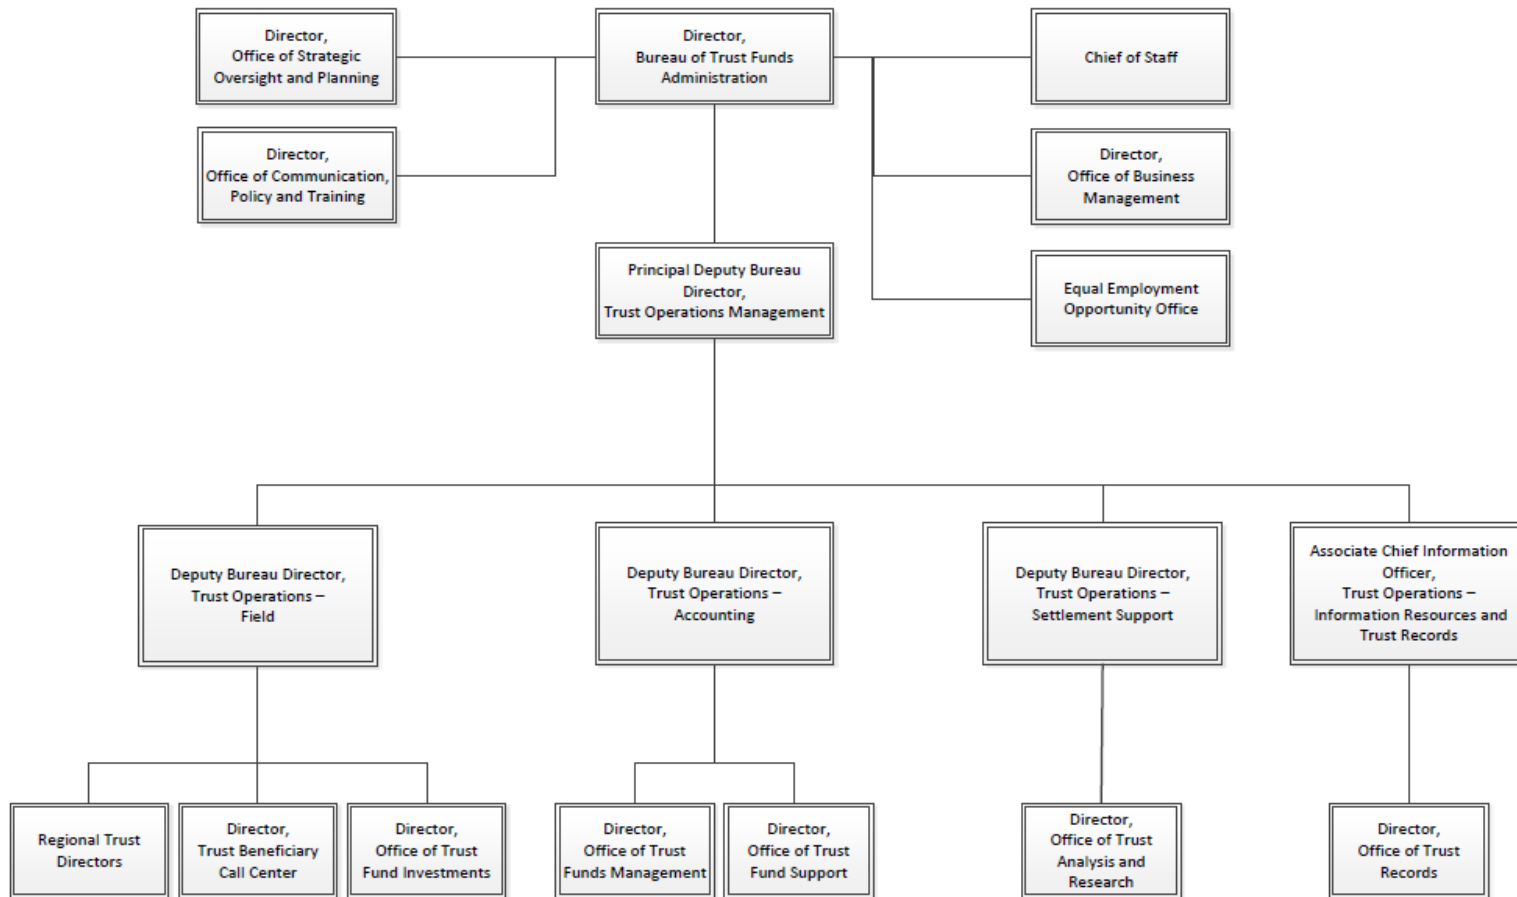 Director,
Office of Strategic
Oversight and Planning
Director,
Bureau of Trust Funds
Administration
Chief of Staff
Director,
Office of Communication,
Policy and Training
Director,
Office of Business
Management
Principal Deputy Bureau
Director,
Trust Operations Management
Equal Employment
Opportunity Office
Deputy Bureau Director,
Trust Operations –
Field
Deputy Bureau Director,
Trust Operations –
Accounting
Deputy Bureau Director,
Trust Operations –
Settlement Support
Associate Chief Information
Officer,
Trust Operations –
Information Resources and
Trust Records
Regional Trust
Directors
Director,
Trust Beneficiary
Call Center
Director,
Office of Trust
Fund Investments
Director,
Office of Trust
Funds Management
Director,
Office of Trust
Fund Support
Director,
Office of Trust
Analysis and
Research
Director,
Office of Trust
Records